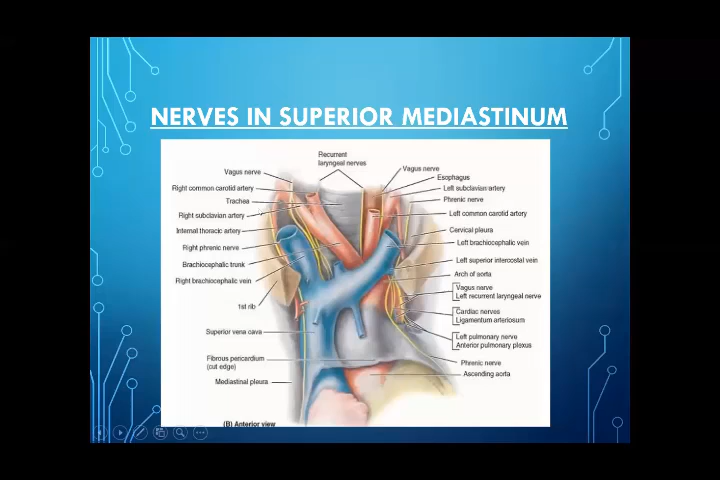 NERVES IN SUPERIOR MEDIASTINUM
Recurrent
laryngeal nerves
Vagus nerve
Right common carotid artery
Trachea
Right subclavian artery
Internal thoracic artery
Right phrenic nerve
Brachiocephalic trunk
Right brachiocephalic vein
1st rib
Superior vena cava
Fibrous pericardium
(cut edge)
Mediastinal pleura
Vagus nerve
Esophagus
Left subclavian artery
Phrenic nerve
Left common carotid artery
Cervical pleura
Left brachiocephalic vein
Left superior intercostal vein
Arch of aorta
Vagus nerve
Left recurrent laryngeal nerve
Cardiac nerves
Ligamentum arteriosum
Left pulmonary nerve
Anterior pulmonary plexus
Phrenic nerve
Ascending aorta
(B) Anterior view